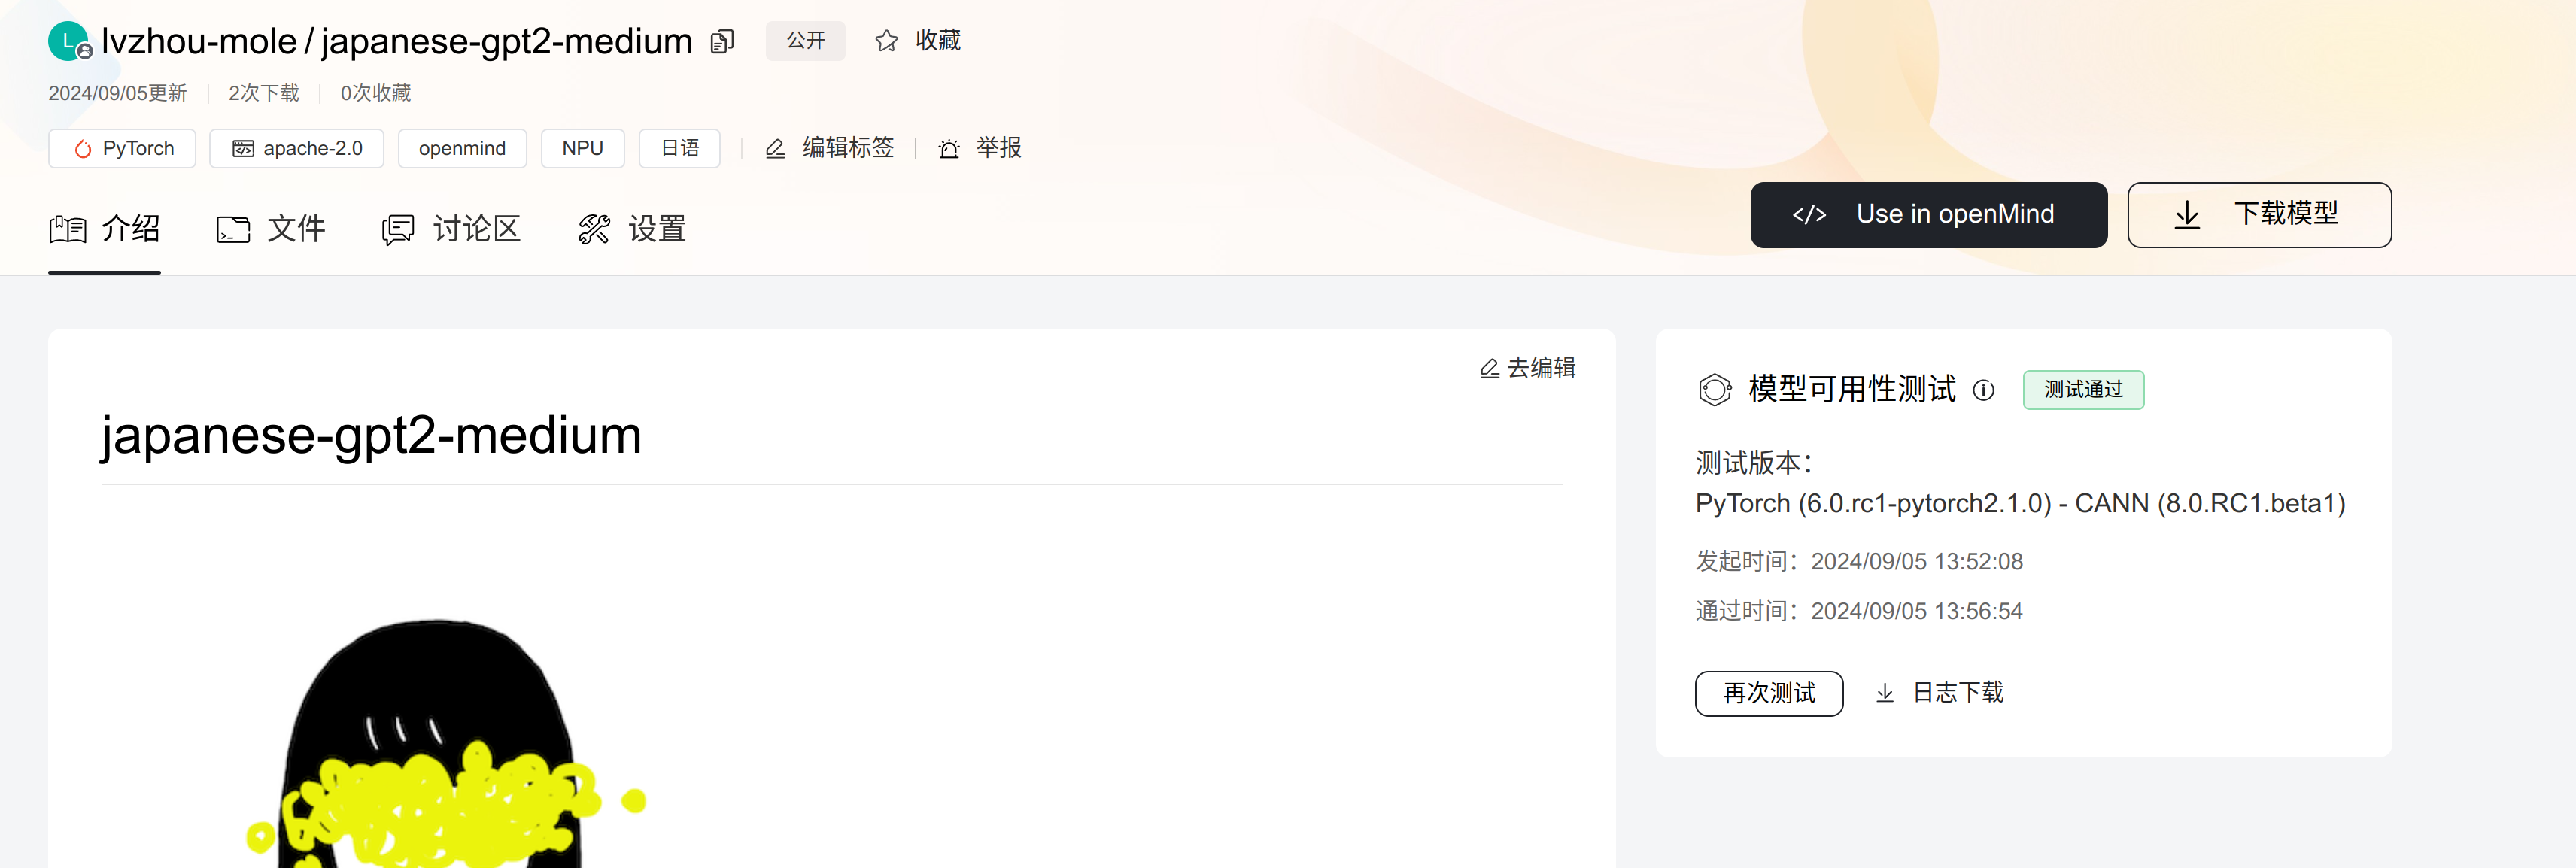 L lvzhou-mole / japanese-gpt2-medium 公开 收藏
2024/09/05更新 2次下载 0次收藏
PyTorch apache-2.0 openmind NPU 日语 编辑标签 举报
介绍 文件 讨论区 设置
Use in openMind 下载模型
去编辑
japanese-gpt2-medium
模型可用性测试 测试通过
测试版本：
PyTorch (6.0.rc1-pytorch2.1.0) - CANN (8.0.RC1.beta1)
发起时间：2024/09/05 13:52:08
通过时间：2024/09/05 13:56:54
再次测试 日志下载